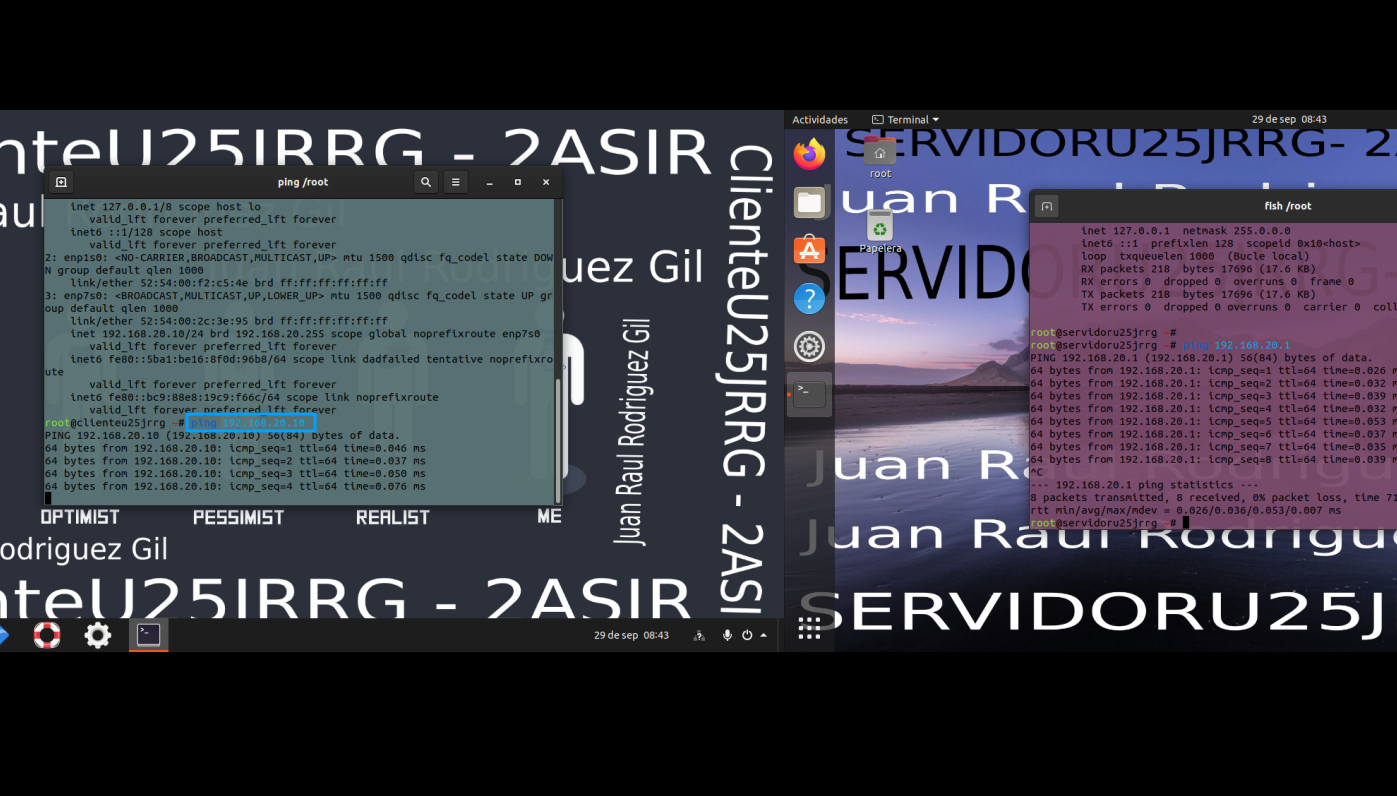 nteU25JRRG - 2ASIR
ClienteU25JRRG - 2ASI
Raul
uez Gil
Juan Raul Rodriguez Gil
ping /root
inet 127.0.0.1/8 scope host lo
valid_lft forever preferred_lft forever
inet6 ::1/128 scope host
valid_lft forever preferred_lft forever
2: enp1s0: <NO-CARRIER,BROADCAST,MULTICAST,UP> mtu 1500 qdisc fq_codel state DOW
N group default qlen 1000
link/ether 52:54:00:f2:c5:4e brd ff:ff:ff:ff:ff:ff
3: enp7s0: <BROADCAST,MULTICAST,UP,LOWER_UP> mtu 1500 qdisc fq_codel state UP gr
oup default qlen 1000
link/ether 52:54:00:2c:3e:95 brd ff:ff:ff:ff:ff:ff
inet 192.168.20.10/24 brd 192.168.20.255 scope global noprefixroute enp7s0
valid_lft forever preferred_lft forever
inet6 fe80::5ba1:be16:8f0d:96b8/64 scope link dadfailed tentative noprefixro
ute
valid_lft forever preferred_lft forever
inet6 fe80::bc9:88e8:19c9:f66c/64 scope link noprefixroute
valid_lft forever preferred_lft forever
root@clienteu25jrrg ~# ping 192.168.20.10
PING 192.168.20.10 (192.168.20.10) 56(84) bytes of data.
64 bytes from 192.168.20.10: icmp_seq=1 ttl=64 time=0.046 ms
64 bytes from 192.168.20.10: icmp_seq=2 ttl=64 time=0.037 ms
64 bytes from 192.168.20.10: icmp_seq=3 ttl=64 time=0.050 ms
64 bytes from 192.168.20.10: icmp_seq=4 ttl=64 time=0.076 ms
OPTIMIST PESSIMIST REALIST ME
odriguez Gil
nteU25JRRG - 2ASIR
29 de sep 08:43
Actividades Terminal 29 de sep 08:43
SERVIDORU25JRRG- 2
root
Juan R
Papelera
SERVID
fish /root
inet 127.0.0.1 netmask 255.0.0.0
inet6 ::1 prefixlen 128 scopeid 0x10<host>
loop txqueuelen 1000 (Bucle local)
RX packets 218 bytes 17696 (17.6 KB)
RX errors 0 dropped 0 overruns 0 frame 0
TX packets 218 bytes 17696 (17.6 KB)
TX errors 0 dropped 0 overruns 0 carrier 0 coll
root@servidoru25jrrg ~#
root@servidoru25jrrg ~# ping 192.168.20.1
PING 192.168.20.1 (192.168.20.1) 56(84) bytes of data.
64 bytes from 192.168.20.1: icmp_seq=1 ttl=64 time=0.026 m
64 bytes from 192.168.20.1: icmp_seq=2 ttl=64 time=0.032 m
64 bytes from 192.168.20.1: icmp_seq=3 ttl=64 time=0.039 m
64 bytes from 192.168.20.1: icmp_seq=4 ttl=64 time=0.032 m
64 bytes from 192.168.20.1: icmp_seq=5 ttl=64 time=0.053 m
64 bytes from 192.168.20.1: icmp_seq=6 ttl=64 time=0.037 m
64 bytes from 192.168.20.1: icmp_seq=7 ttl=64 time=0.035 m
64 bytes from 192.168.20.1: icmp_seq=8 ttl=64 time=0.039 m
^C
--- 192.168.20.1 ping statistics ---
8 packets transmitted, 8 received, 0% packet loss, time 71
rtt min/avg/max/mdev = 0.026/0.036/0.053/0.007 ms
root@servidoru25jrrg ~#
Juan Ra
Juan Raul Rodrigu
SERVIDORU25J